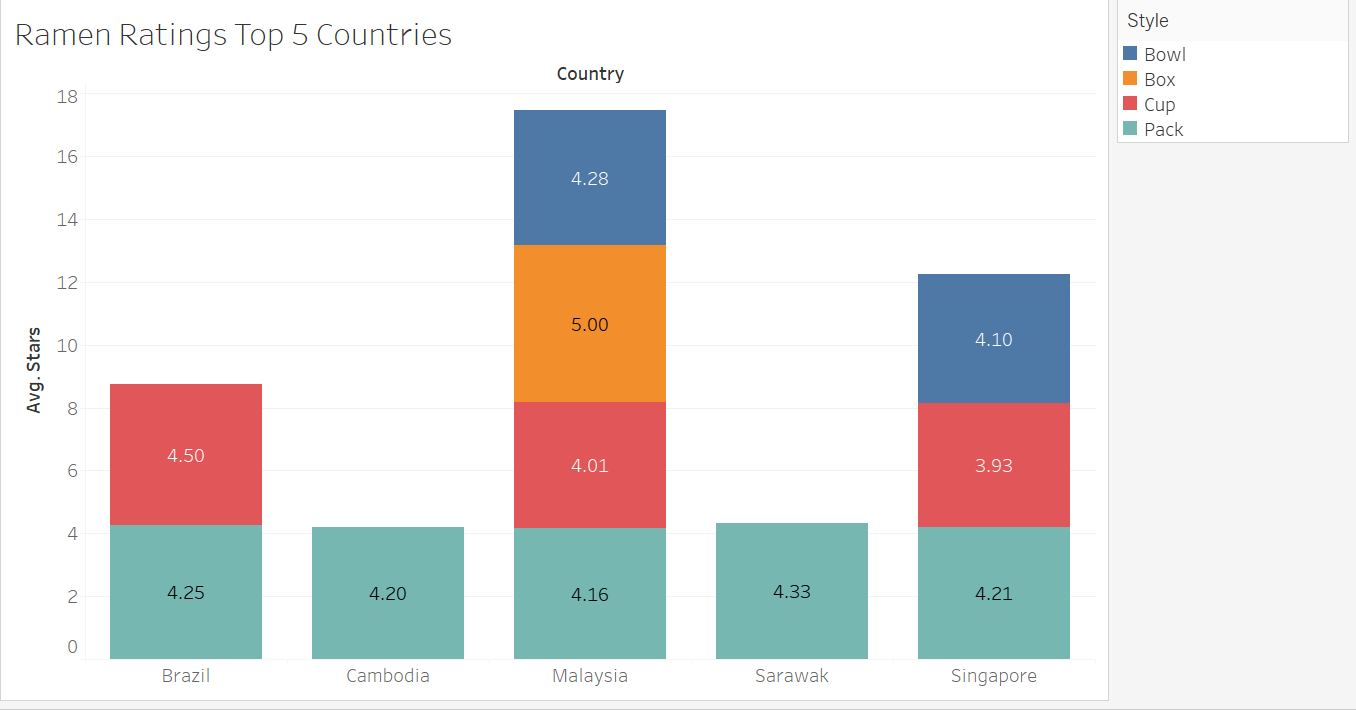 Ramen Ratings Top 5 Countries
Country
Avg. Stars
18
16
14
12
10
8
6
4
2
0
4.50
4.25
4.20
4.28
5.00
4.01
4.16
4.33
4.10
3.93
4.21
Brazil
Cambodia
Malaysia
Sarawak
Singapore
Style
Bowl
Box
Cup
Pack